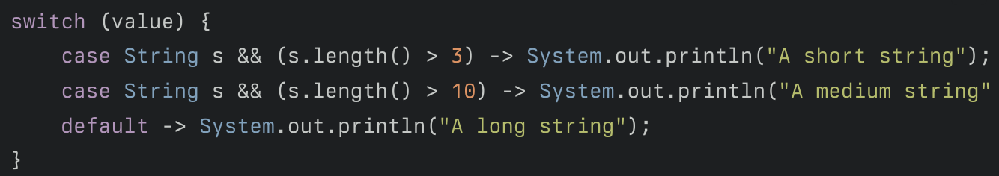 switch (value) {
    case String s && (s.length() > 3) -> System.out.println("A short string");
    case String s && (s.length() > 10) -> System.out.println("A medium string"
    default -> System.out.println("A long string");
}